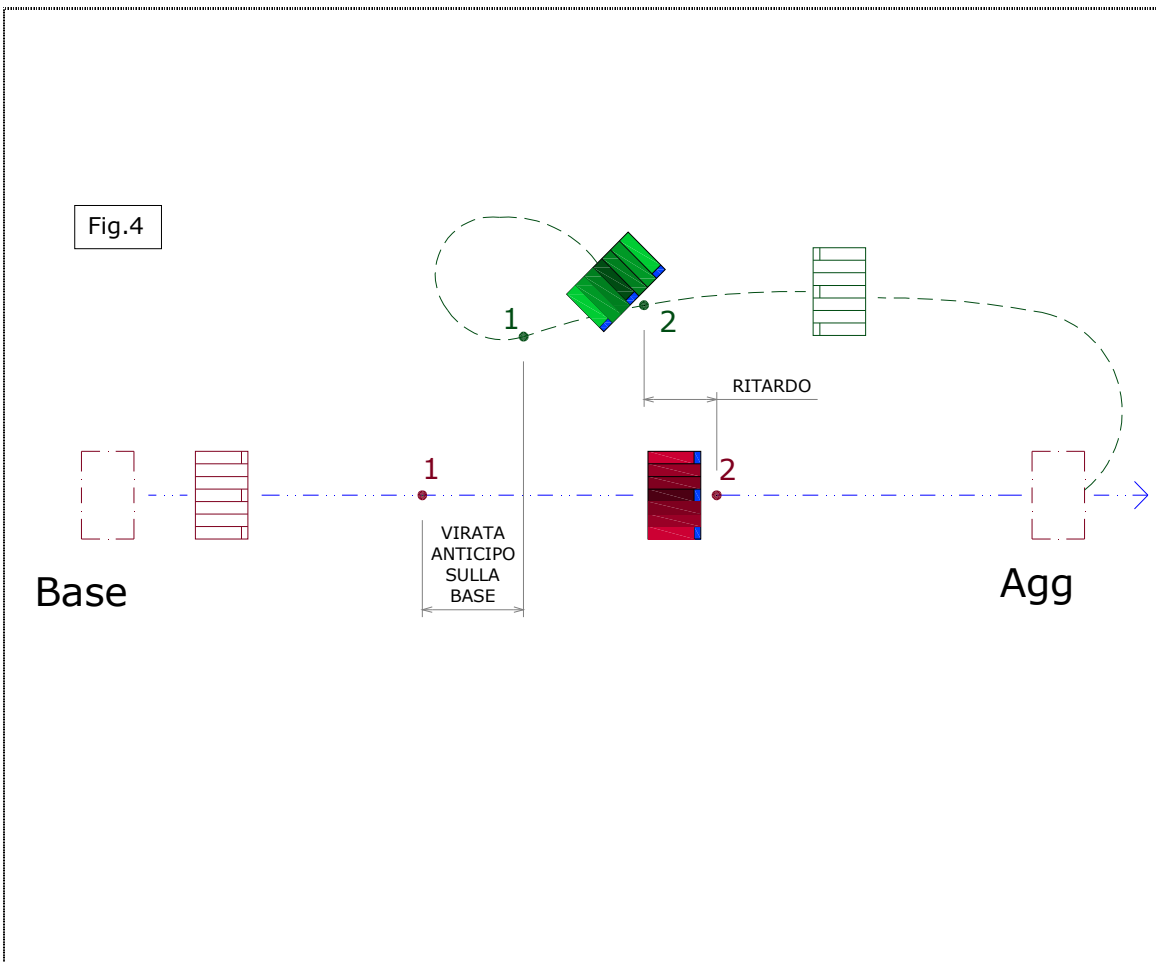 Fig.4
1
2
RITARDO
1
2
VIRATA
ANTICIPO
SULLA
BASE
Base
Agg